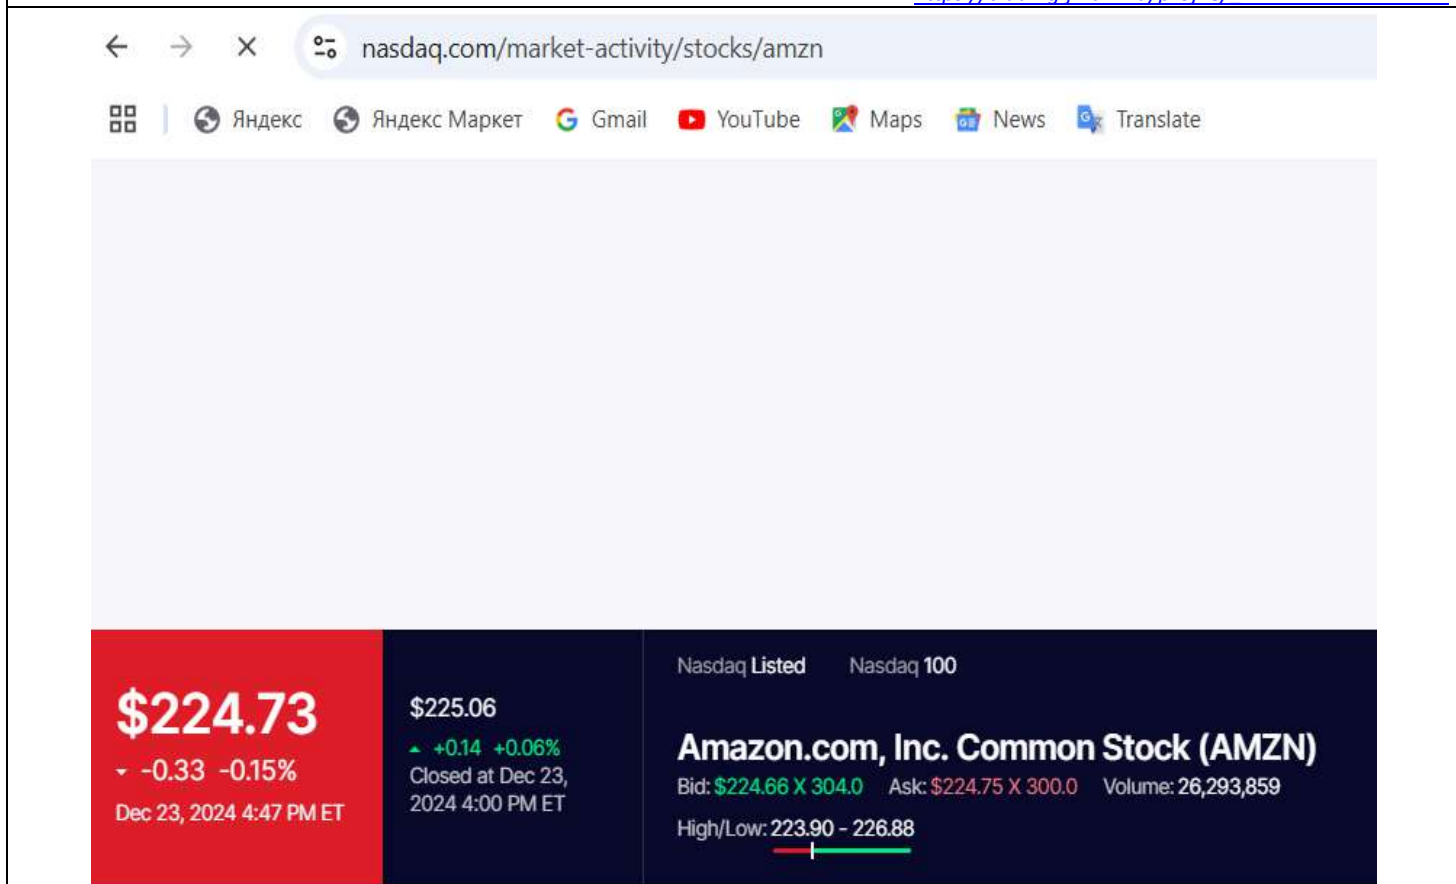 nasdaq.com/market-activity/stocks/amzn
Яндекс Яндекс Маркет Gmail YouTube Maps News Translate
$224.73
-0.33 -0.15%
Dec 23, 2024 4:47 PM ET
$225.06
+0.14 +0.06%
Closed at Dec 23,
2024 4:00 PM ET
Nasdaq Listed Nasdaq 100
Amazon.com, Inc. Common Stock (AMZN)
Bid: $224.66 X 304.0 Ask: $224.75 X 300.0 Volume: 26,293,859
High/Low: 223.90 - 226.88